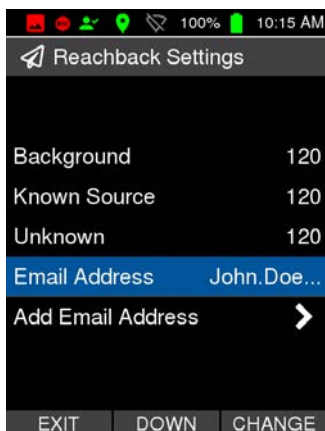 100% 10:15 AM
Reachback Settings
Background 120
Known Source 120
Unknown 120
Email Address John.Doe...
Add Email Address
EXIT DOWN CHANGE